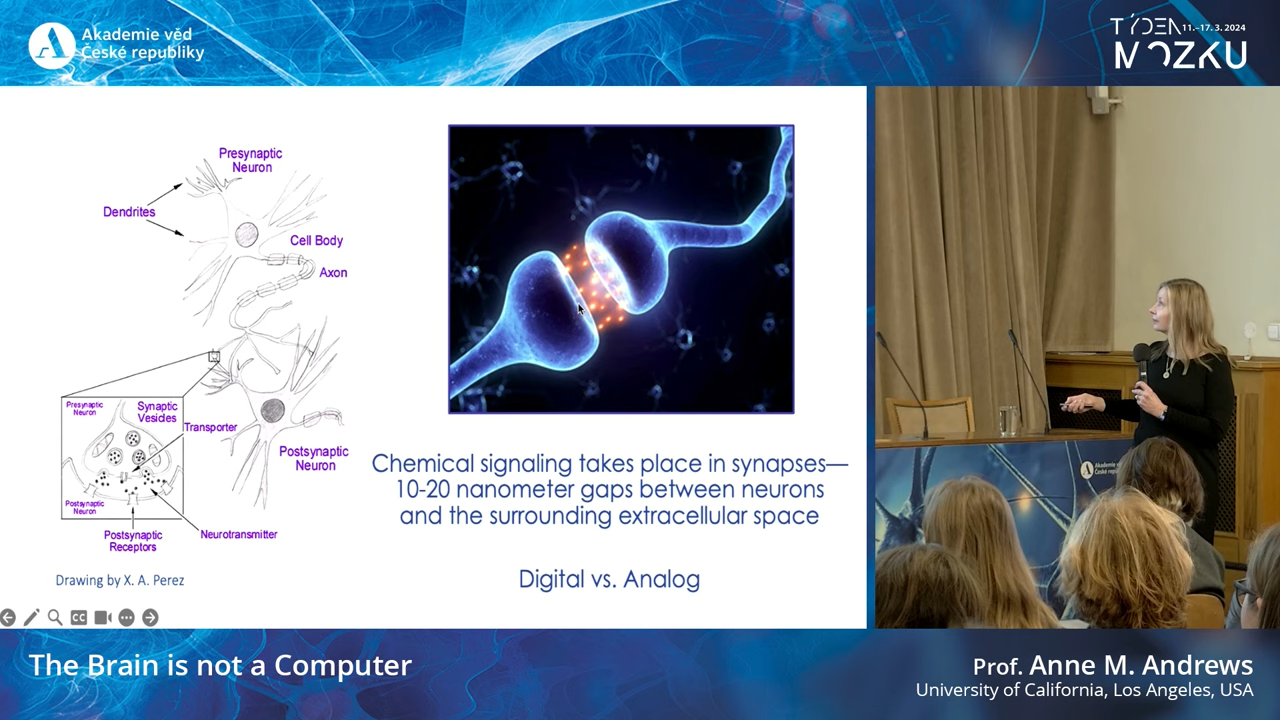 Akademie věd
České republiky
TÝDEN 11.–17. 3. 2024
MOZKU
Presynaptic
Neuron
Dendrites
Cell Body
Axon
Presynaptic
Neuron
Synaptic
Vesicles
Transporter
Postsynaptic
Neuron
Postsynaptic
Neuron
Postsynaptic
Receptors
Neurotransmitter
Drawing by X. A. Perez
Chemical signaling takes place in synapses—
10-20 nanometer gaps between neurons
and the surrounding extracellular space
Digital vs. Analog
CC
Akademie věd
The Brain is not a Computer
Prof. Anne M. Andrews
University of California, Los Angeles, USA